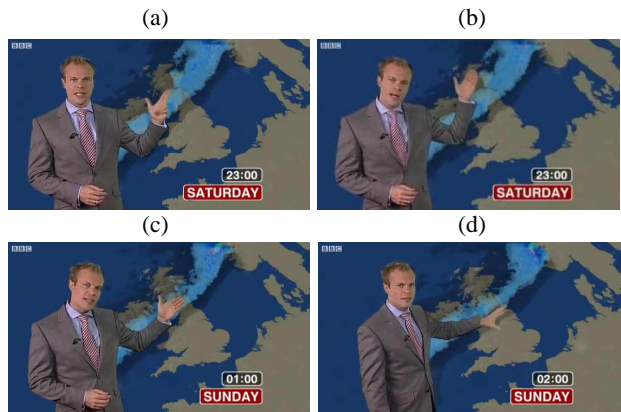 (a)
(b)
BBC
BBC
23:00
SATURDAY
23:00
SATURDAY
(c)
(d)
BBC
BBC
01:00
SUNDAY
02:00
SUNDAY